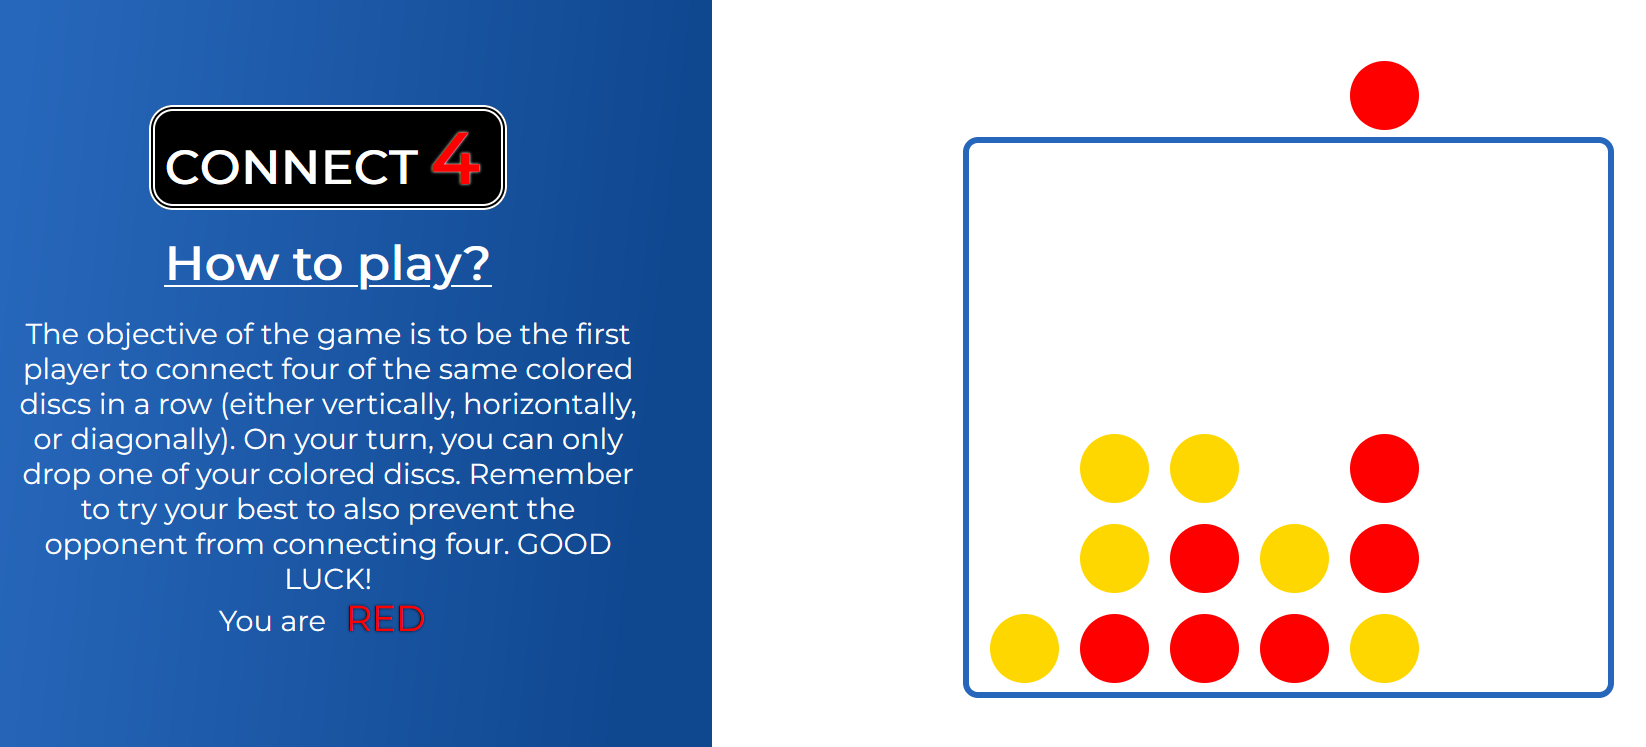 CONNECT 4
How to play?
The objective of the game is to be the first
player to connect four of the same colored
discs in a row (either vertically, horizontally,
or diagonally). On your turn, you can only
drop one of your colored discs. Remember
to try your best to also prevent the
opponent from connecting four. GOOD
LUCK!
You are RED